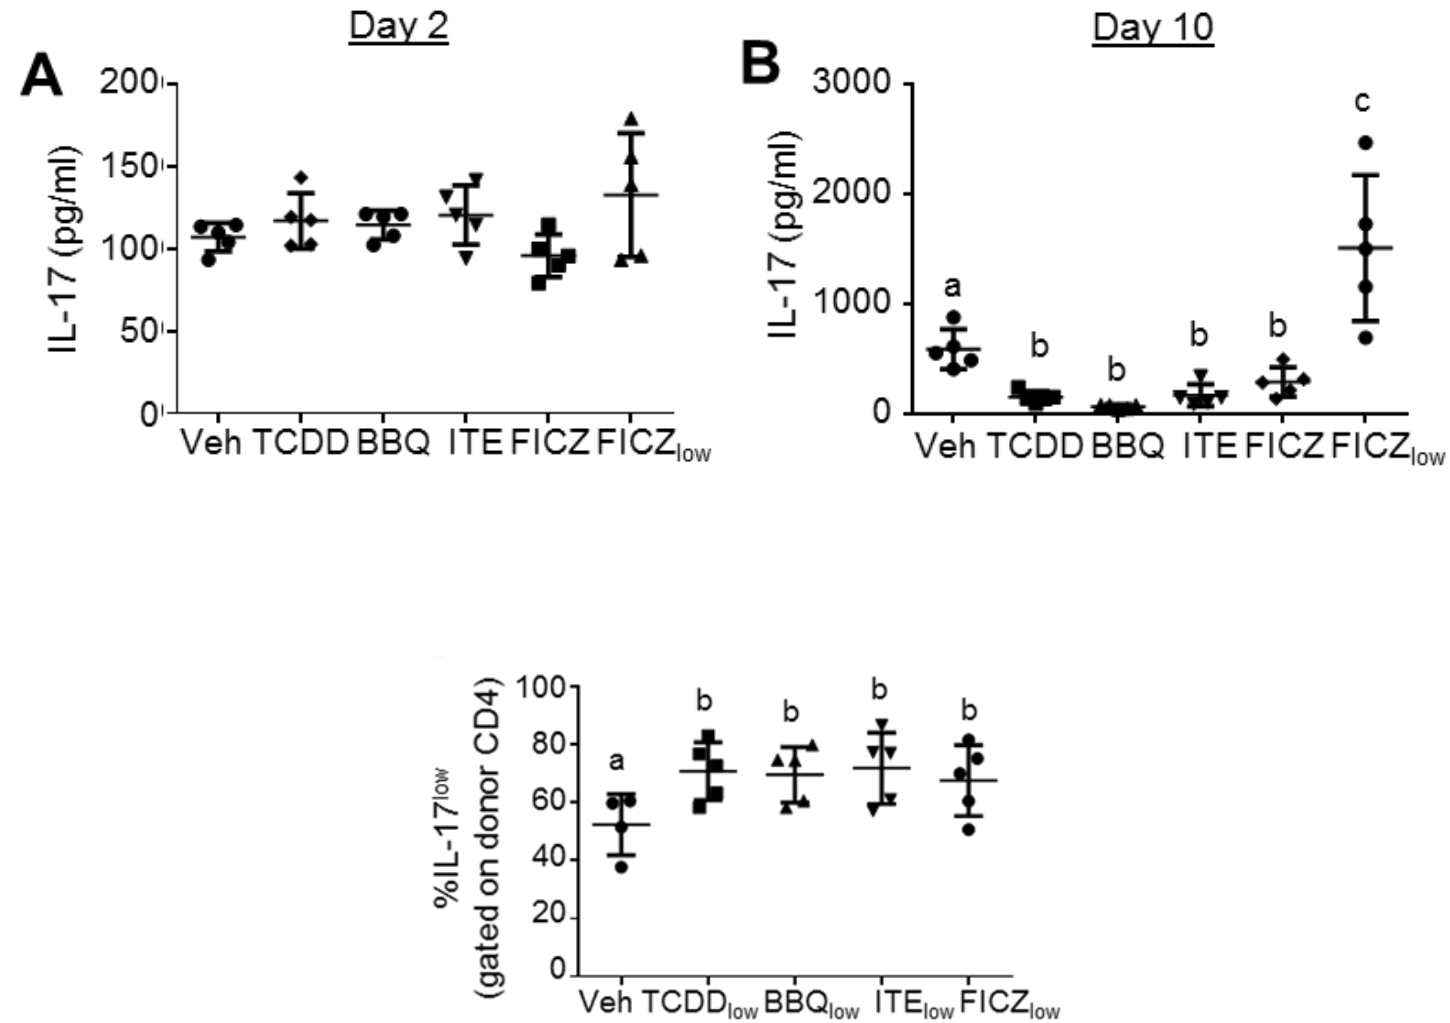 Day 2
A
IL-17 (pg/ml)
200
150
100
50
0
Veh TCDD BBQ ITE FICZ FICZlow
Day 10
B
IL-17 (pg/ml)
3000
2000
1000
0
a
b
b
b
b
c
Veh TCDD BBQ ITE FICZ FICZlow
%IL-17low
(gated on donor CD4)
100
80
60
40
20
0
a
b
b
b
b
Veh TCDDlow BBQlow ITElow FICZlow